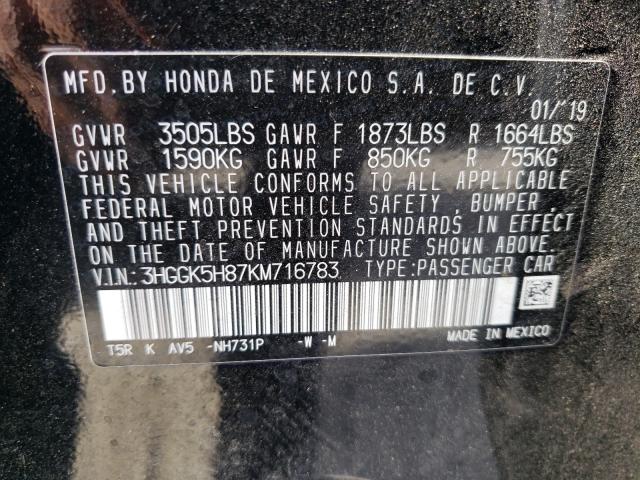 MFD. BY HONDA DE MEXICO S.A. DE C.V.
01/'19
GVWR 3505LBS GAWR F 1873LBS R 1664LBS
GVWR 1590KG GAWR F 850KG R 755KG
THIS VEHICLE CONFORMS TO ALL APPLICABLE
FEDERAL MOTOR VEHICLE SAFETY, BUMPER,
AND THEFT PREVENTION STANDARDS IN EFFECT
ON THE DATE OF MANUFACTURE SHOWN ABOVE.
V.I.N.: 3HGGK5H87KM716783 TYPE:PASSENGER CAR
T5R K AV5 -NH731P -W -M MADE IN MEXICO